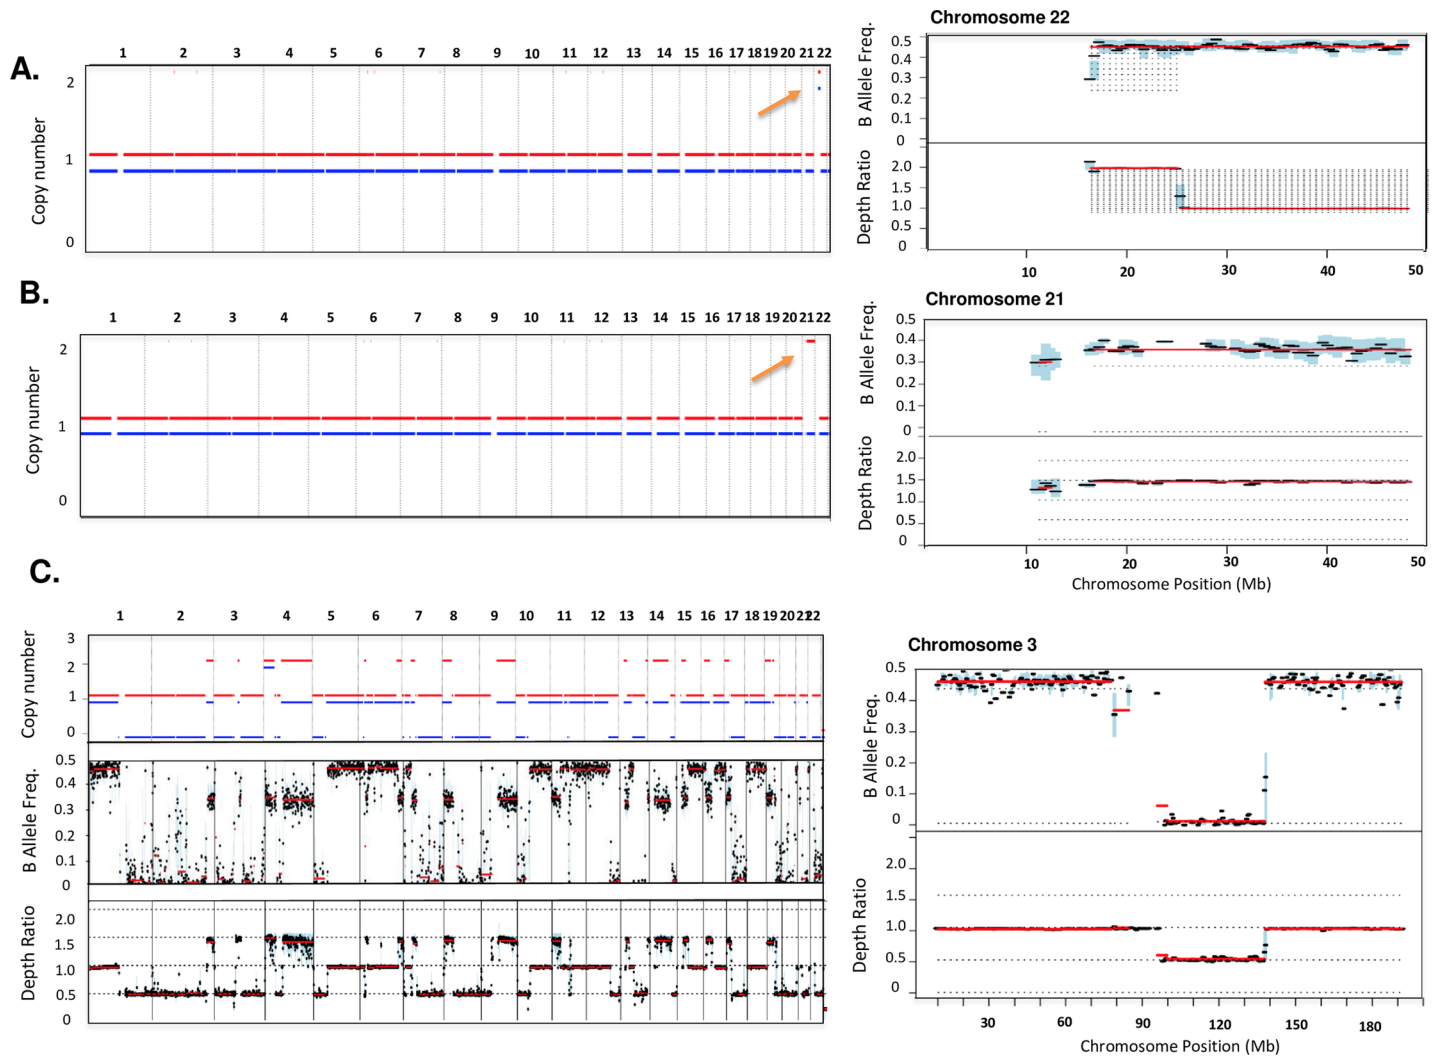 A.
1 2 3 4 5 6 7 8 9 10 11 12 13 14 15 16 17 18 19 20 21 22
Copy number
2
1
0
Chromosome 22
B Allele Freq.
0.5
0.4
0.3
0.2
0.1
0
Depth Ratio
2.0
1.5
1.0
0.5
0
10 20 30 40 50
B.
1 2 3 4 5 6 7 8 9 10 11 12 13 14 15 16 17 18 19 20 21 22
Copy number
2
1
0
Chromosome 21
B Allele Freq.
0.5
0.4
0.3
0.2
0.1
0
Depth Ratio
2.0
1.5
1.0
0.5
0
10 20 30 40 50
Chromosome Position (Mb)
C.
1 2 3 4 5 6 7 8 9 10 11 12 13 14 15 16 17 18 19 20 21 22
Copy number
3
2
1
0
B Allele Freq.
0.5
0.4
0.3
0.2
0.1
0
Depth Ratio
2.0
1.5
1.0
0.5
0
Chromosome 3
B Allele Freq.
0.5
0.4
0.3
0.2
0.1
0
Depth Ratio
2.0
1.5
1.0
0.5
0
30 60 90 120 150 180
Chromosome Position (Mb)